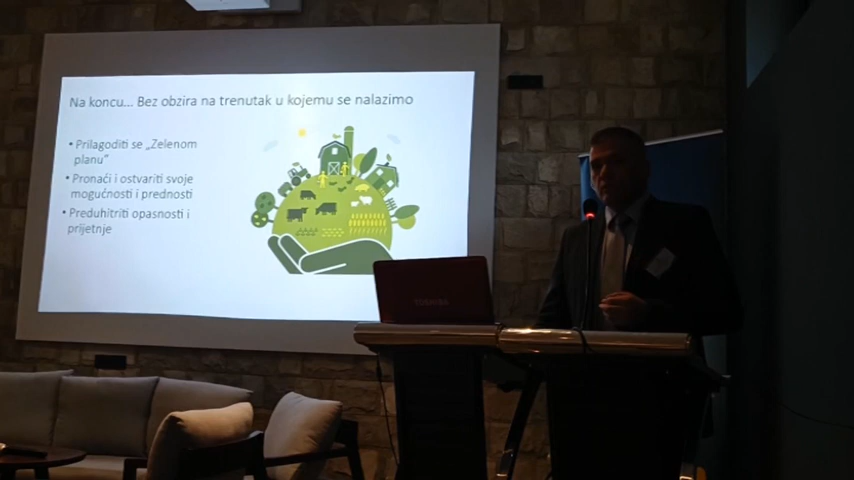 Na koncu... Bez obzira na trenutak u kojemu se nalazimo
• Prilagoditi se „Zelenom
planu“
• Pronaći i ostvariti svoje
mogućnosti i prednosti
• Preduhitriti opasnosti i
prijetnje
TOSHIBA